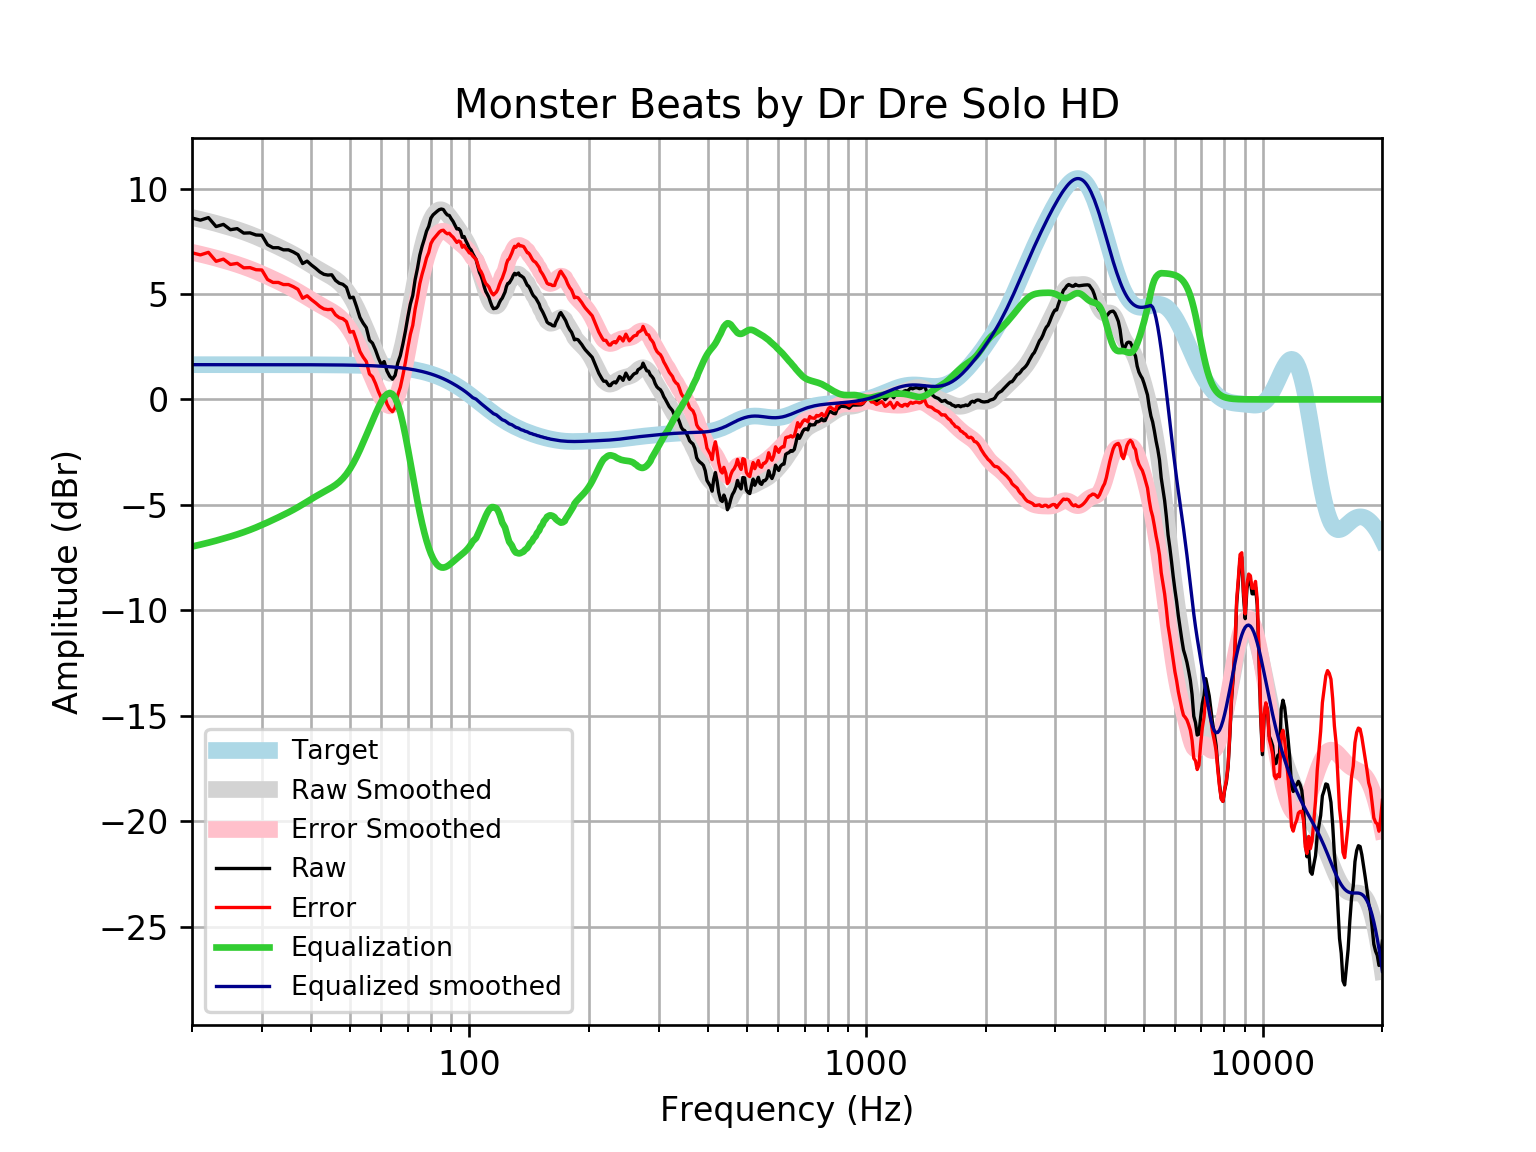 Monster Beats by Dr Dre Solo HD
Amplitude (dBr)
10
5
0
−5
−10
−15
−20
−25
Target
Raw Smoothed
Error Smoothed
Raw
Error
Equalization
Equalized smoothed
100
1000
10000
Frequency (Hz)